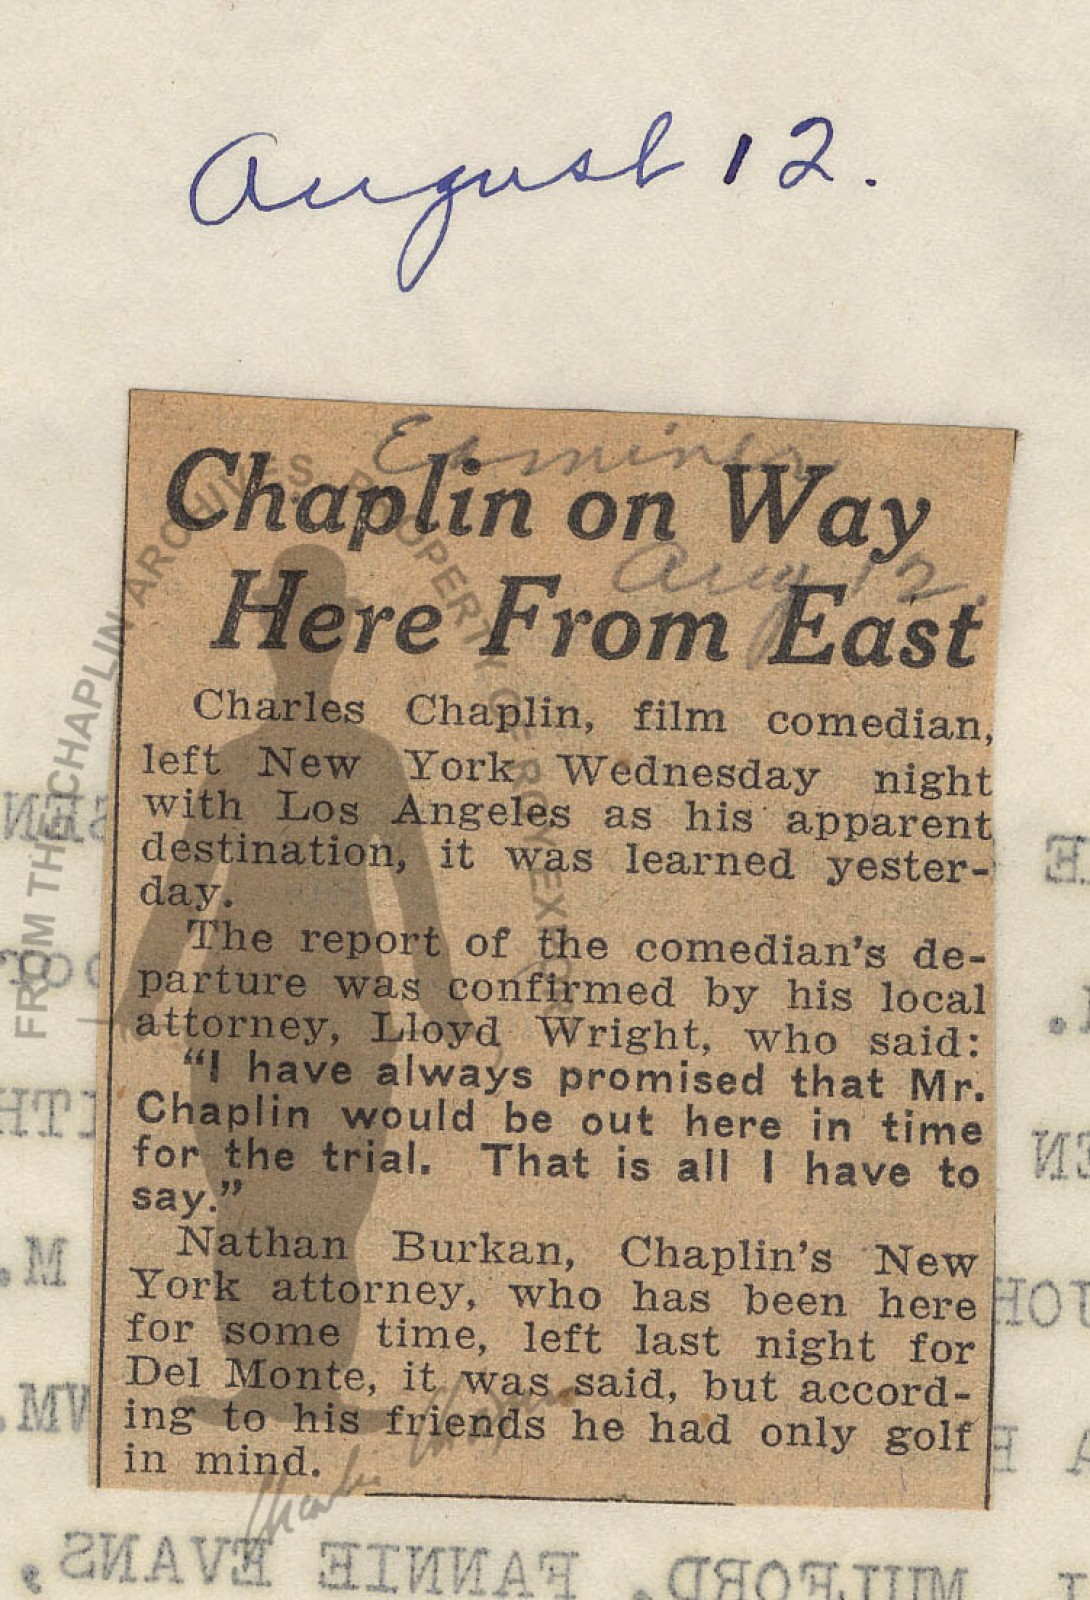 August 12.
Examiner
Chaplin on Way
Aug 12.
Here From East
Charles Chaplin, film comedian,
left New York Wednesday night
with Los Angeles as his apparent
destination, it was learned yester-
day.
The report of the comedian's de-
parture was confirmed by his local
attorney, Lloyd Wright, who said:
"I have always promised that Mr.
Chaplin would be out here in time
for the trial. That is all I have to
say."
Nathan Burkan, Chaplin's New
York attorney, who has been here
for some time, left last night for
Del Monte, it was said, but accord-
ing to his friends he had only golf
in mind.
Charlie Chaplin
FROM THE CHAPLIN ARCHIVES. PROPERTY OF ROY EXPORT
MULFORD. FANNIE EVANS,